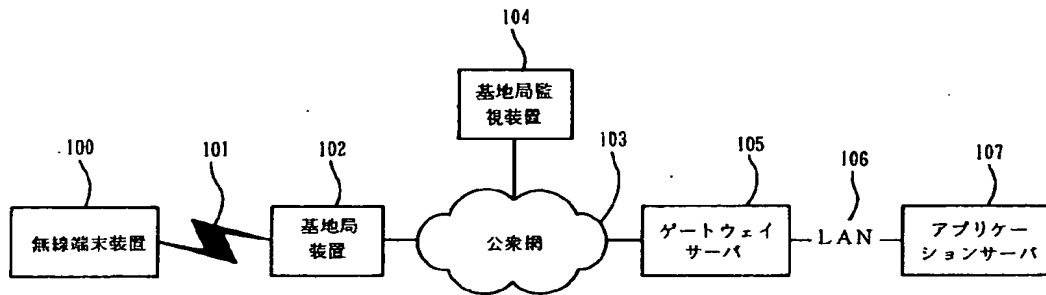 104
基地局監
視装置
100
101
102
103
105
106
107
無線端末装置
基地局
装置
公衆網
ゲートウェイ
サーバ
LAN
アプリケー
ションサーバ